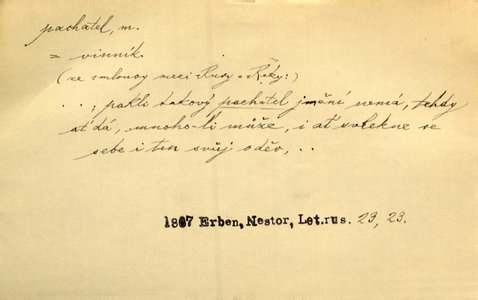 pachatel, m.
= vinník
(ze smlouvy mezi Rusy a Řeky:)
. . ; pakli takový pachatel jmění nemá, tehdy
ať dá, mnoho-li může, i ať svlekne se
sebe i ten svůj oděv, . .
1867 Erben, Nestor, Let.rus. 23, 23.